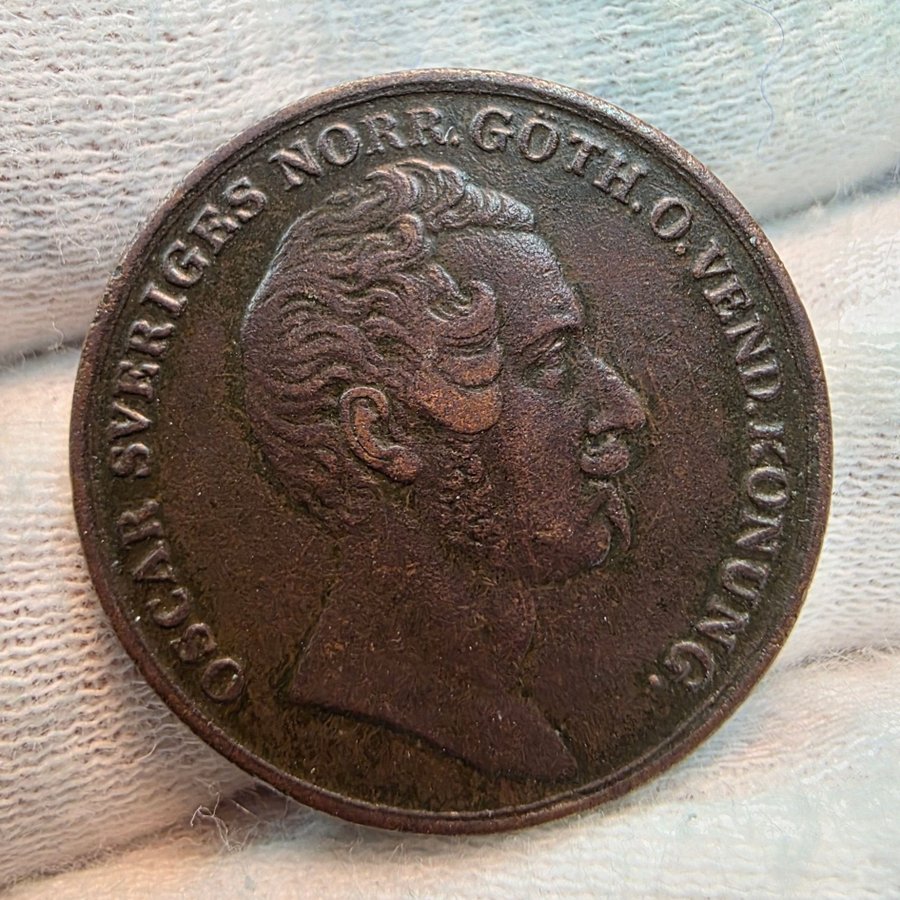 OSCAR SVERIGES NORR. GÖTH. O. VEND. KONUNG.